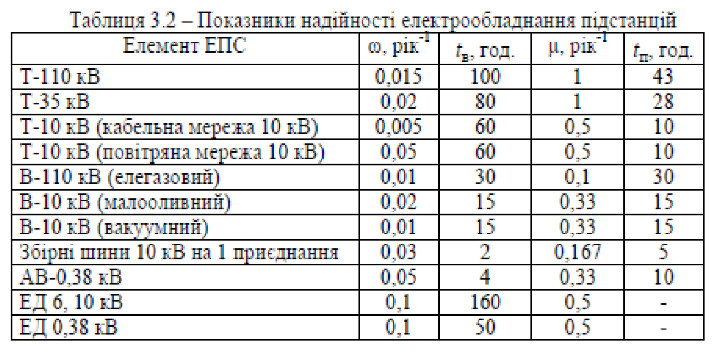 Таблиця 3.2 – Показники надійності електрообладнання підстанцій
Елемент ЕПС ω, рік⁻¹ tв, год. μ, рік⁻¹ tп, год.
Т-110 кВ 0,015 100 1 43
Т-35 кВ 0,02 80 1 28
Т-10 кВ (кабельна мережа 10 кВ) 0,005 60 0,5 10
Т-10 кВ (повітряна мережа 10 кВ) 0,05 60 0,5 10
В-110 кВ (елегазовий) 0,01 30 0,1 30
В-10 кВ (малооливний) 0,02 15 0,33 15
В-10 кВ (вакуумний) 0,01 15 0,33 15
Збірні шини 10 кВ на 1 приєднання 0,03 2 0,167 5
АВ-0,38 кВ 0,05 4 0,33 10
ЕД 6, 10 кВ 0,1 160 0,5 -
ЕД 0,38 кВ 0,1 50 0,5 -